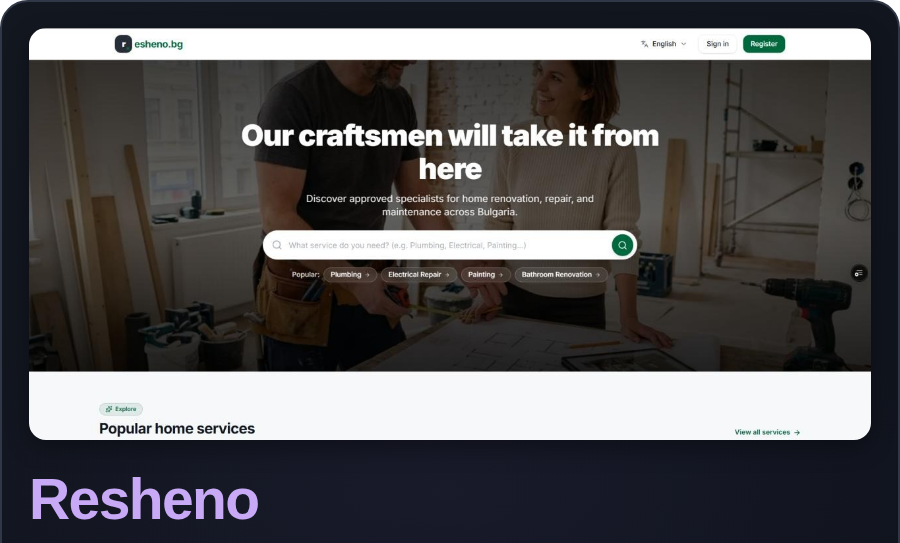 r esheno.bg
English
Sign in
Register
Our craftsmen will take it from
here
Discover approved specialists for home renovation, repair, and
maintenance across Bulgaria.
What service do you need? (e.g. Plumbing, Electrical, Painting...)
Popular: Plumbing → Electrical Repair → Painting → Bathroom Renovation →
Explore
Popular home services
View all services →
Resheno